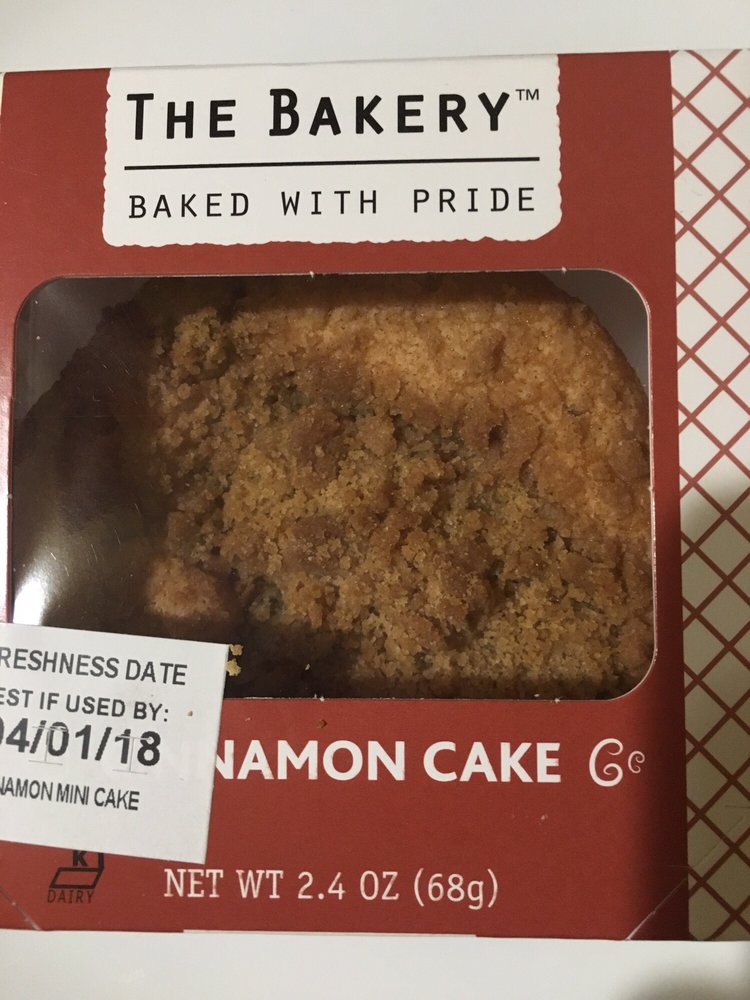 THE BAKERY™
BAKED WITH PRIDE
RESHNESS DATE
EST IF USED BY:
04/01/18
NAMON MINI CAKE
NNAMON CAKE
K
DAIRY
NET WT 2.4 OZ (68g)